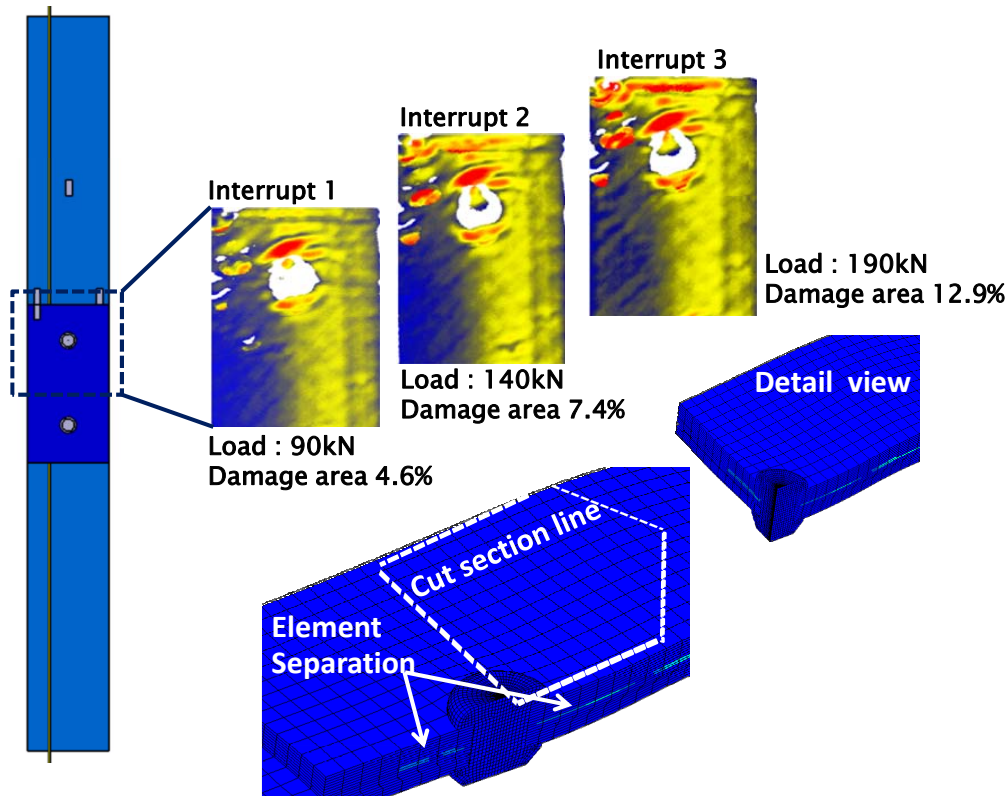 Interrupt 3
Interrupt 2
Interrupt 1
Load : 190kN
Damage area 12.9%
Load : 140kN
Damage area 7.4%
Load : 90kN
Damage area 4.6%
Detail view
Cut section line
Element
Separation